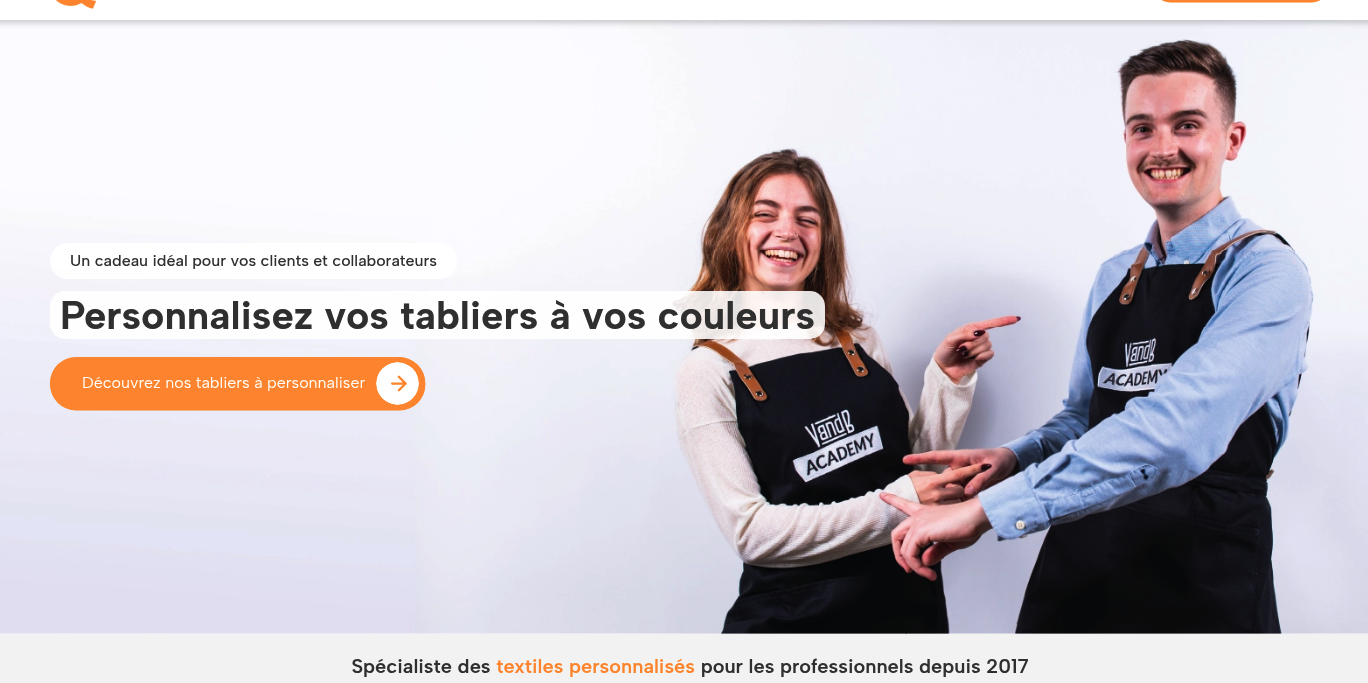 Un cadeau idéal pour vos clients et collaborateurs
Personnalisez vos tabliers à vos couleurs
Découvrez nos tabliers à personnaliser
VandB
ACADEMY
VandB
ACADEMY
Spécialiste des textiles personnalisés pour les professionnels depuis 2017